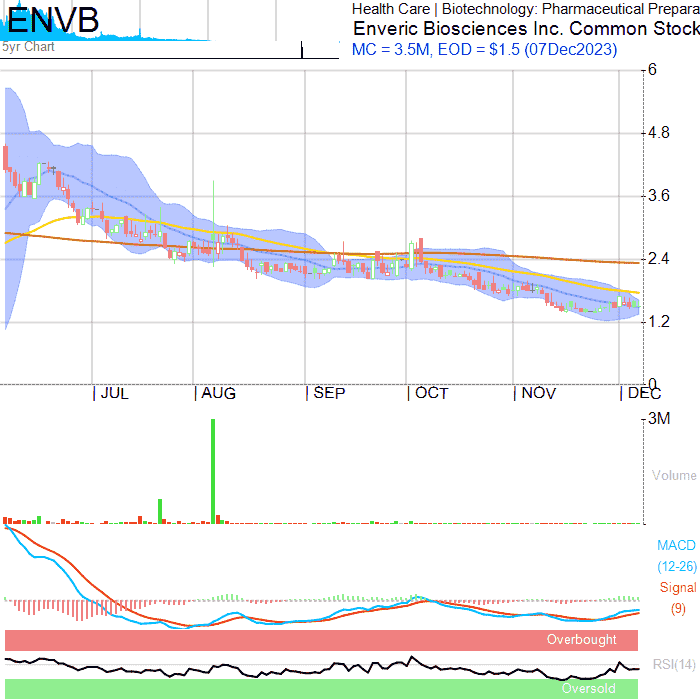 ENVB
5yr Chart
Health Care | Biotechnology: Pharmaceutical Prepara
Enveric Biosciences Inc. Common Stock
MC = 3.5M, EOD = $1.5 (07Dec2023)
6
4.8
3.6
2.4
1.2
0
JUL AUG SEP OCT NOV DEC
3M
Volume
MACD
(12-26)
Signal
(9)
Overbought
RSI(14)
Oversold